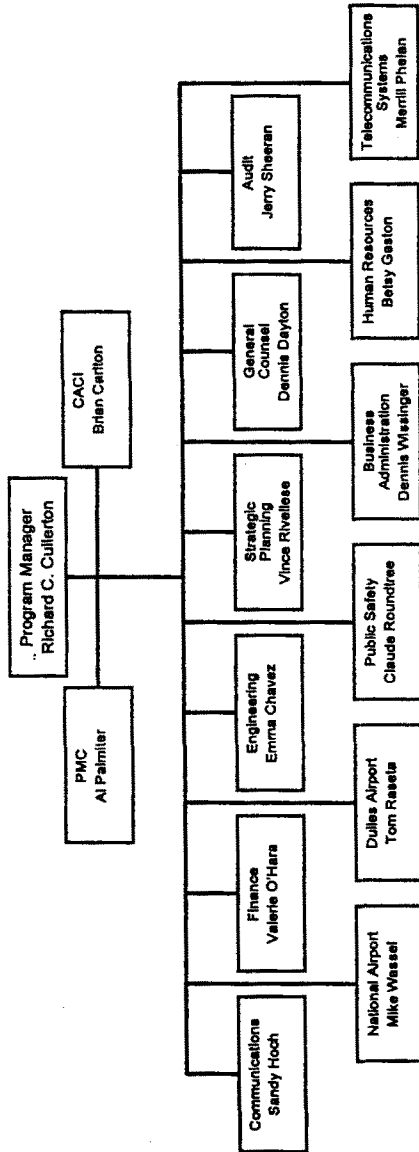 .. Program Manager
Richard C. Cullerton
PMC
Al Palmiter
CACI
Brian Carlton
Communications
Sandy Hoch
Finance
Valerie O'Hara
Engineering
Emma Chavez
Strategic
Planning
Vince Rivellese
General
Counsel
Dennis Dayton
Audit
Jerry Sheeran
National Airport
Mike Wassel
Dulles Airport
Tom Raseta
Public Safety
Claude Roundtree
Business
Administration
Dennis Wissinger
Human Resources
Betsy Gaston
Telecommunications
Systems
Merrill Phelan